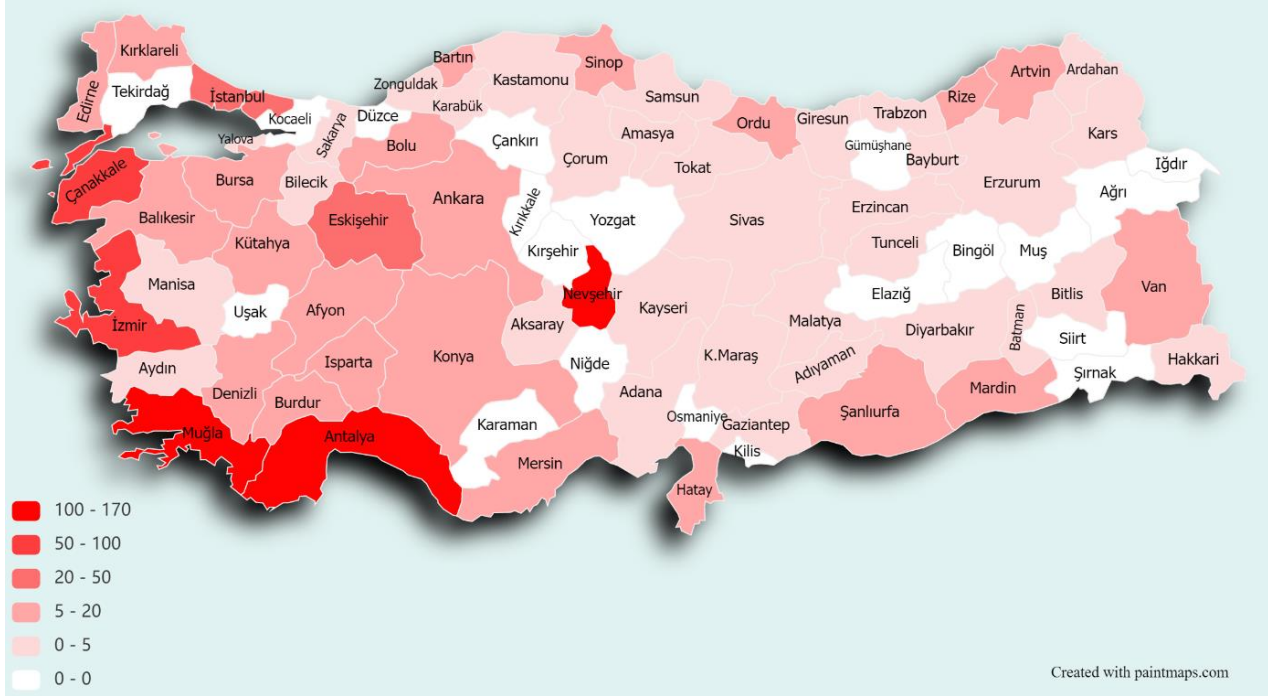 Kırklareli
Edirne
Tekirdağ
İstanbul
Kocaeli
Yalova
Sakarya
Düzce
Zonguldak
Bartın
Karabük
Kastamonu
Sinop
Samsun
Çankırı
Çorum
Amasya
Tokat
Ordu
Giresun
Trabzon
Gümüşhane
Bayburt
Rize
Artvin
Ardahan
Kars
Iğdır
Ağrı
Erzurum
Erzincan
Tunceli
Bingöl
Muş
Bitlis
Van
Hakkari
Şırnak
Siirt
Batman
Mardin
Diyarbakır
Elazığ
Malatya
Adıyaman
Şanlıurfa
Gaziantep
Kilis
Hatay
Osmaniye
K.Maraş
Adana
Kayseri
Sivas
Yozgat
Kırıkkale
Kırşehir
Nevşehir
Niğde
Aksaray
Ankara
Konya
Karaman
Mersin
Antalya
Isparta
Burdur
Afyon
Eskişehir
Bolu
Bilecik
Bursa
Kütahya
Balıkesir
Çanakkale
Manisa
Uşak
İzmir
Aydın
Denizli
Muğla
100 - 170
50 - 100
20 - 50
5 - 20
0 - 5
0 - 0
Created with paintmaps.com